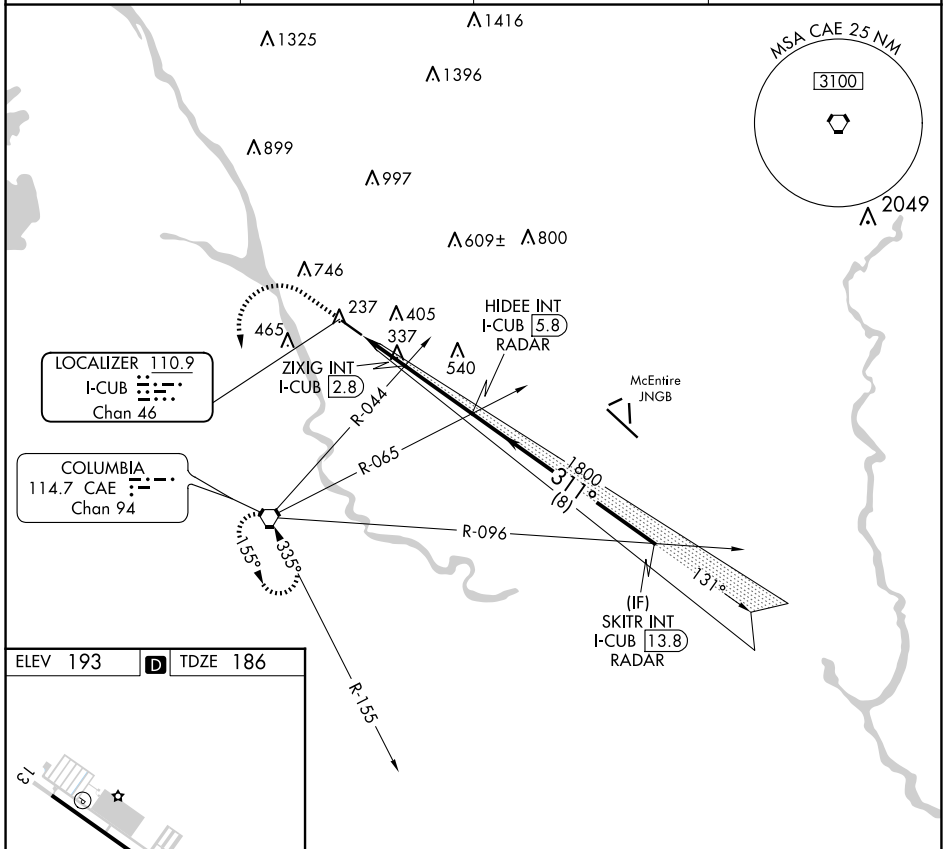 1416
1325
1396
MSA CAE 25 NM
3100
899
997
2049
609± 800
746
HIDEE INT
I-CUB 5.8
RADAR
237
405
465
337
540
ZIXIG INT
I-CUB 2.8
LOCALIZER 110.9
I-CUB
Chan 46
McEntire
JNGB
R-044
R-065
COLUMBIA
114.7 CAE
Chan 94
1800
311°
(8)
R-096
155°
335°
131°
(IF)
SKITR INT
I-CUB 13.8
RADAR
R-155
ELEV 193 D TDZE 186
13
P